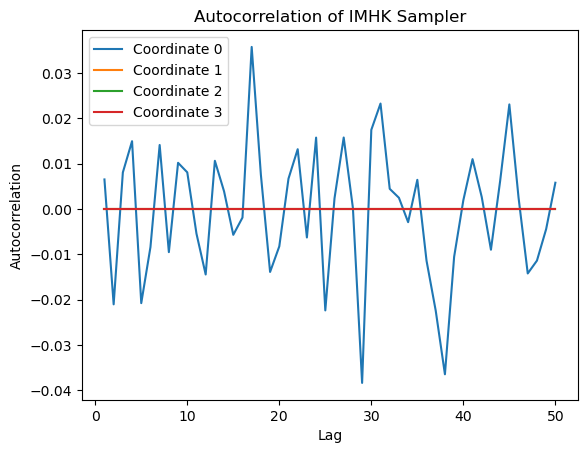 Autocorrelation of IMHK Sampler
Coordinate 0
Coordinate 1
Coordinate 2
Coordinate 3
Autocorrelation
0.03
0.02
0.01
0.00
−0.01
−0.02
−0.03
−0.04
0 10 20 30 40 50
Lag